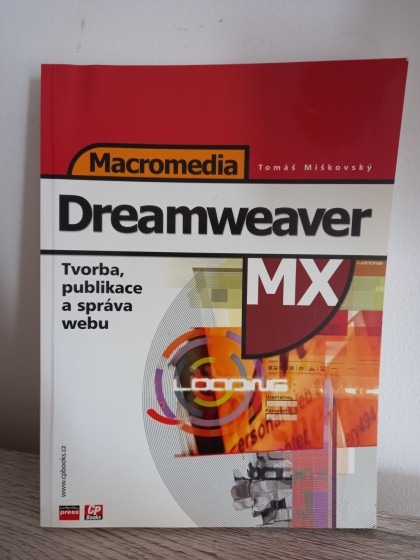 Macromedia
Tomáš Miškovský
Dreamweaver
MX
Tvorba,
publikace
a správa
webu
LOADING
www.cpbooks.cz
press
CP
Books